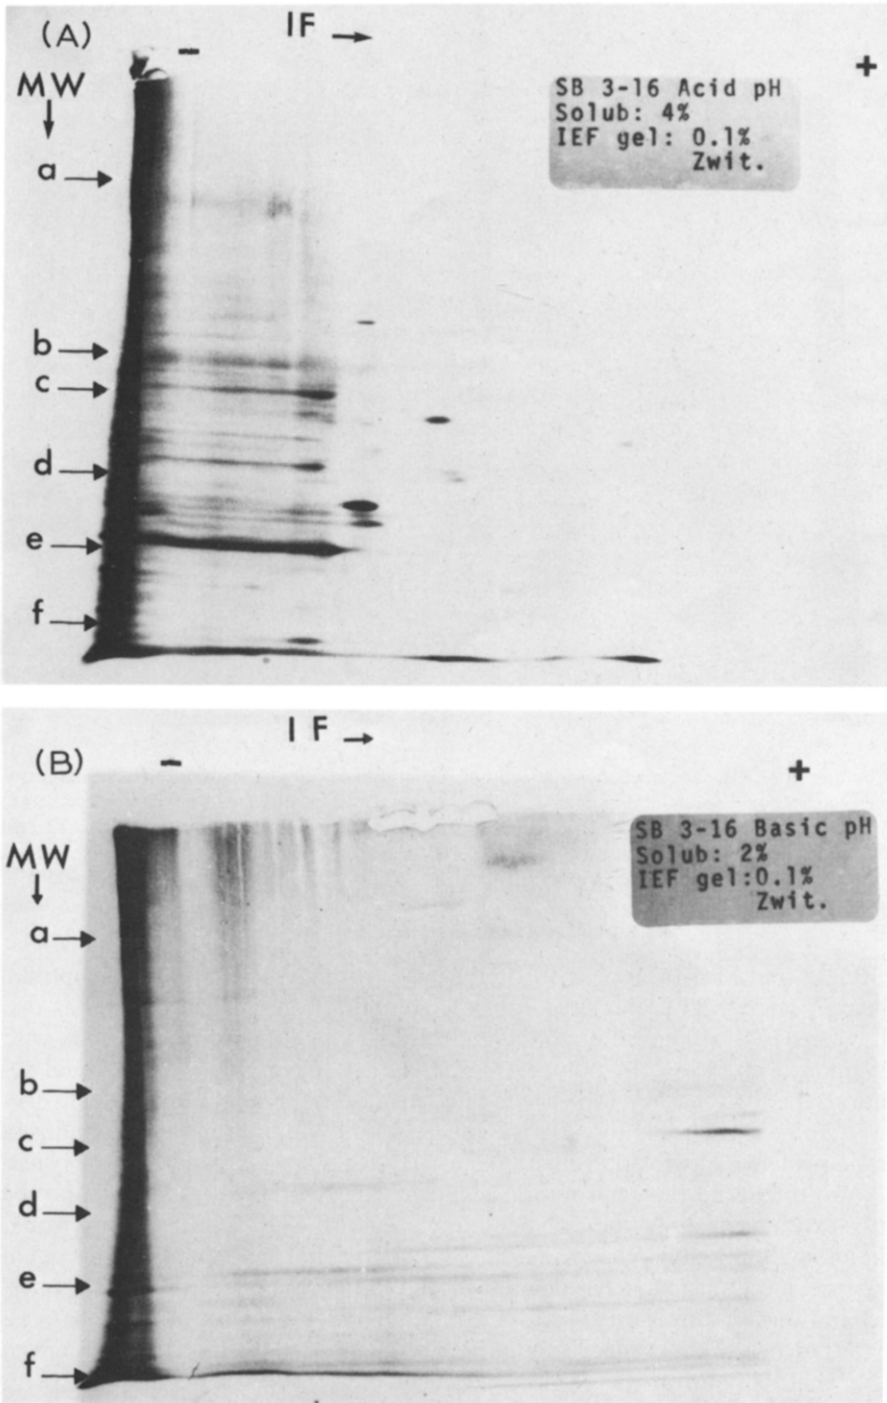 (A)
IF
-
+
MW
SB 3-16 Acid pH
Solub: 4%
IEF gel: 0.1%
Zwit.
a
b
c
d
e
f
(B)
IF
-
+
MW
SB 3-16 Basic pH
Solub: 2%
IEF gel:0.1%
Zwit.
a
b
c
d
e
f